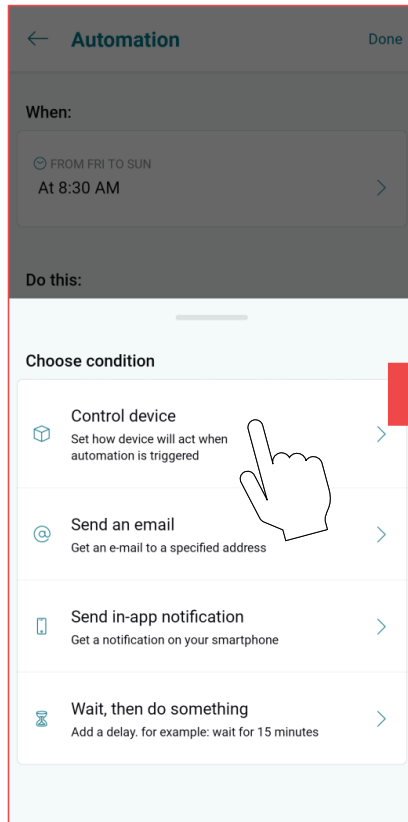 Automation
Done
When:
FROM FRI TO SUN
At 8:30 AM
Do this:
Choose condition
Control device
Set how device will act when
automation is triggered
Send an email
Get an e-mail to a specified address
Send in-app notification
Get a notification on your smartphone
Wait, then do something
Add a delay. for example: wait for 15 minutes